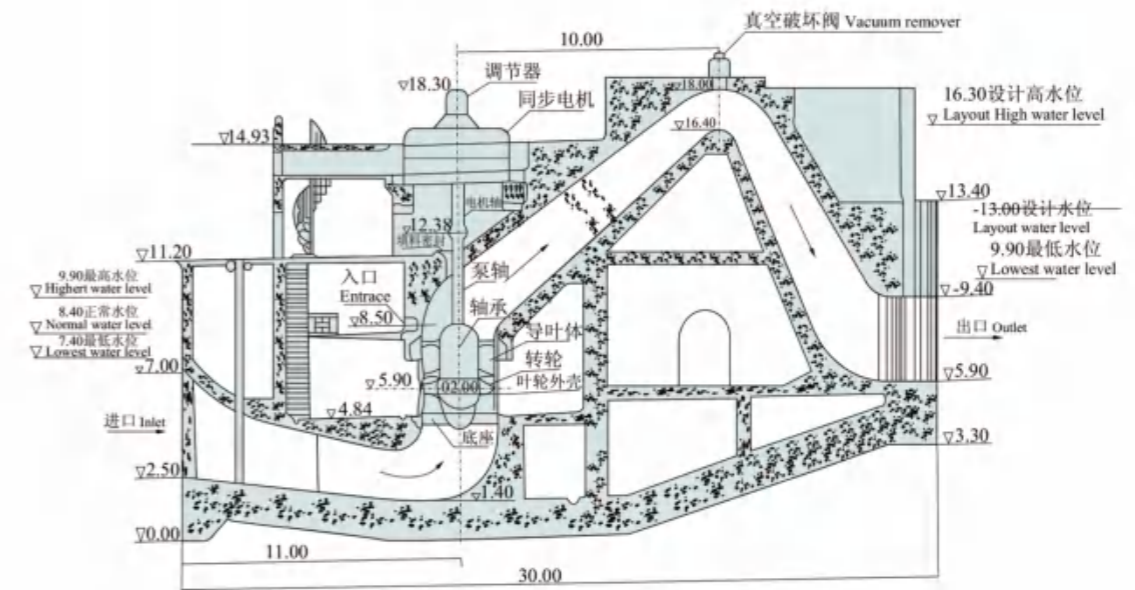 10.00
真空破坏阀 Vacuum remover
▽18.30
调节器
同步电机
▽18.00
16.30设计高水位
▽ Layout High water level
▽14.93
▽16.40
▽13.40
电机轴
-13.00设计水位
Layout water level
▽12.38
填料密封
9.90最低水位
▽ Lowest water level
▽11.20
泵轴
9.90最高水位
▽ Highert water level
入口
Entrace
▽-9.40
轴承
8.40正常水位
▽Normal water level
▽8.50
导叶体
出口 Outlet
7.40最低水位
▽Lowest water level
转轮
▽7.00
▽5.90
02.00
叶轮外壳
▽5.90
▽4.84
进口 Inlet
底座
▽3.30
▽2.50
▽1.40
▽0.00
11.00
30.00